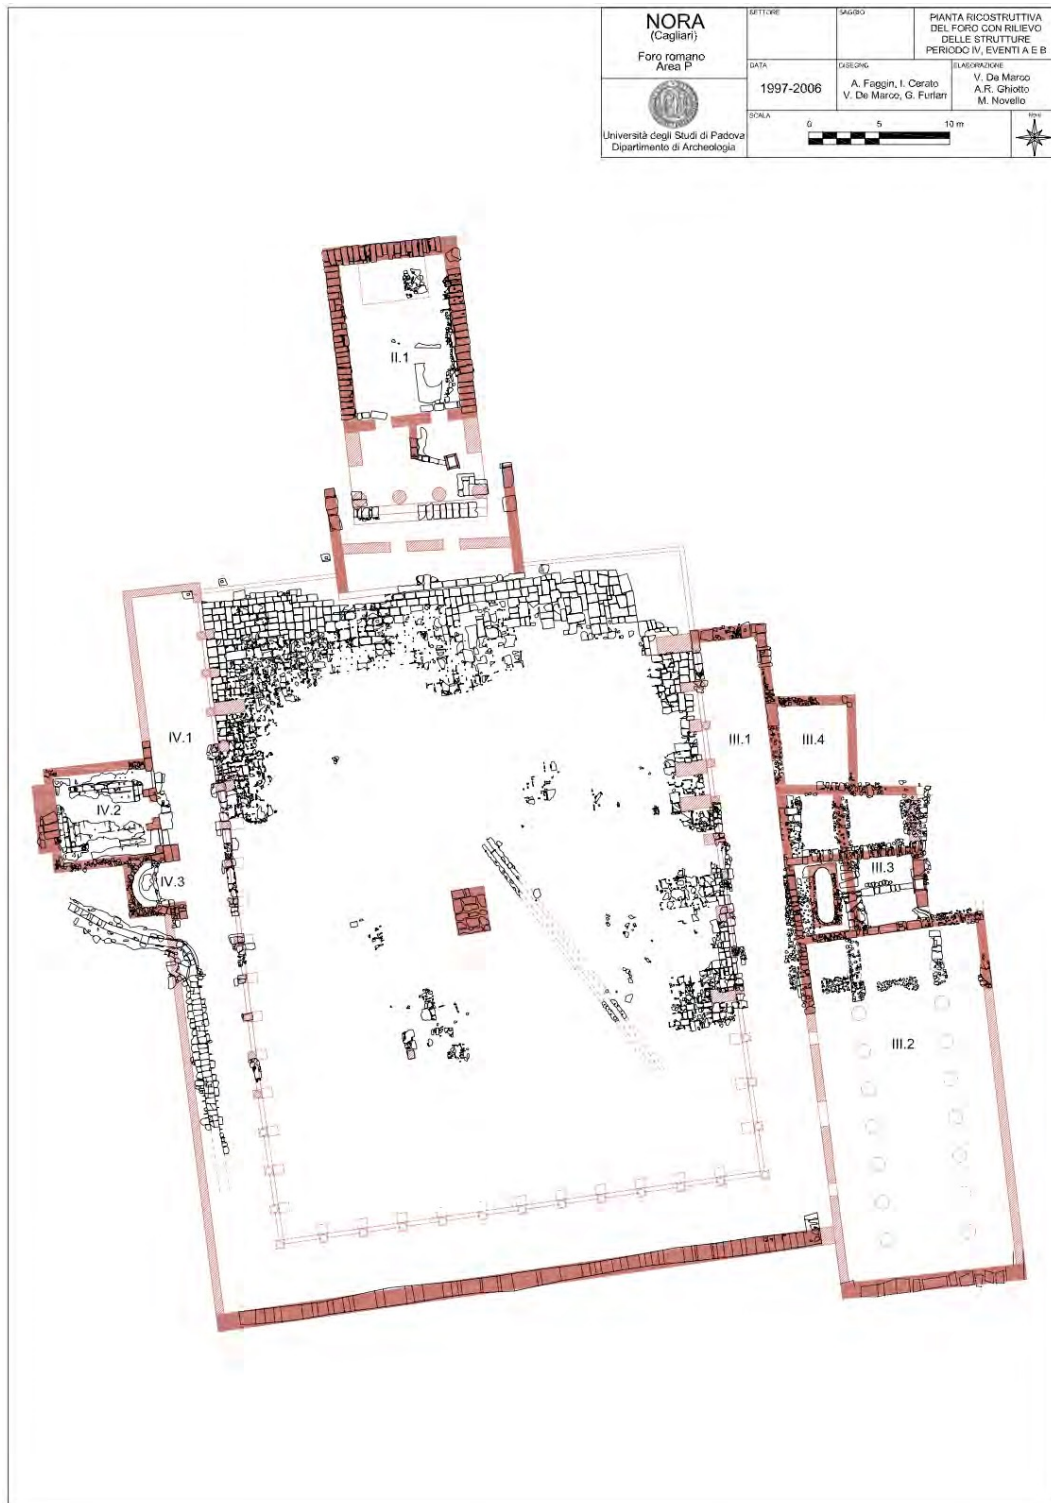 NORA
(Cagliari)
Foro romano
Area P
Università degli Studi di Padova
Dipartimento di Archeologia
SETTORE
SAGGIO
PIANTA RICOSTRUTTIVA
DEL FORO CON RILIEVO
DELLE STRUTTURE
PERIODO IV, EVENTI A E B
DATA
1997-2006
DISEGNO
A. Faggin, I. Cerato
V. De Marco, G. Furlan
ELABORAZIONE
V. De Marco
A.R. Ghiotto
M. Novello
SCALA
0 5 10 m
II.1
IV.1
III.1
III.4
IV.2
III.3
IV.3
III.2